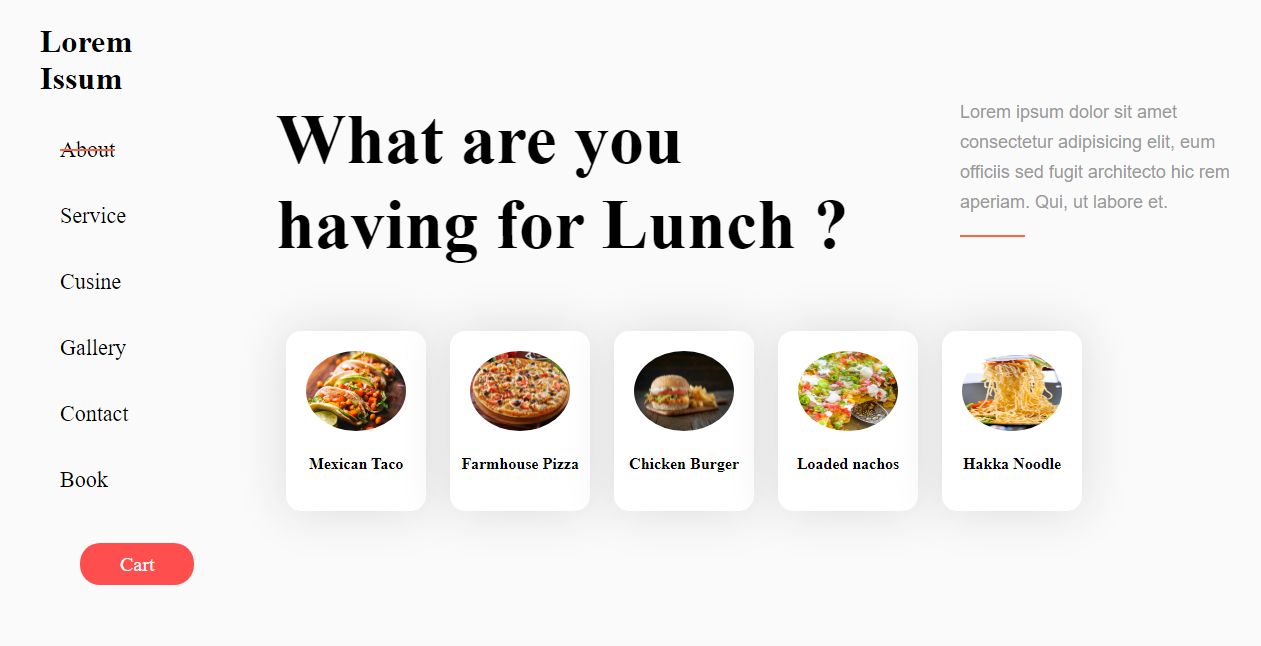 Lorem
Issum
About
Service
Cusine
Gallery
Contact
Book
Cart
What are you
having for Lunch ?
Lorem ipsum dolor sit amet
consectetur adipisicing elit, eum
officiis sed fugit architecto hic rem
aperiam. Qui, ut labore et.
Mexican Taco
Farmhouse Pizza
Chicken Burger
Loaded nachos
Hakka Noodle